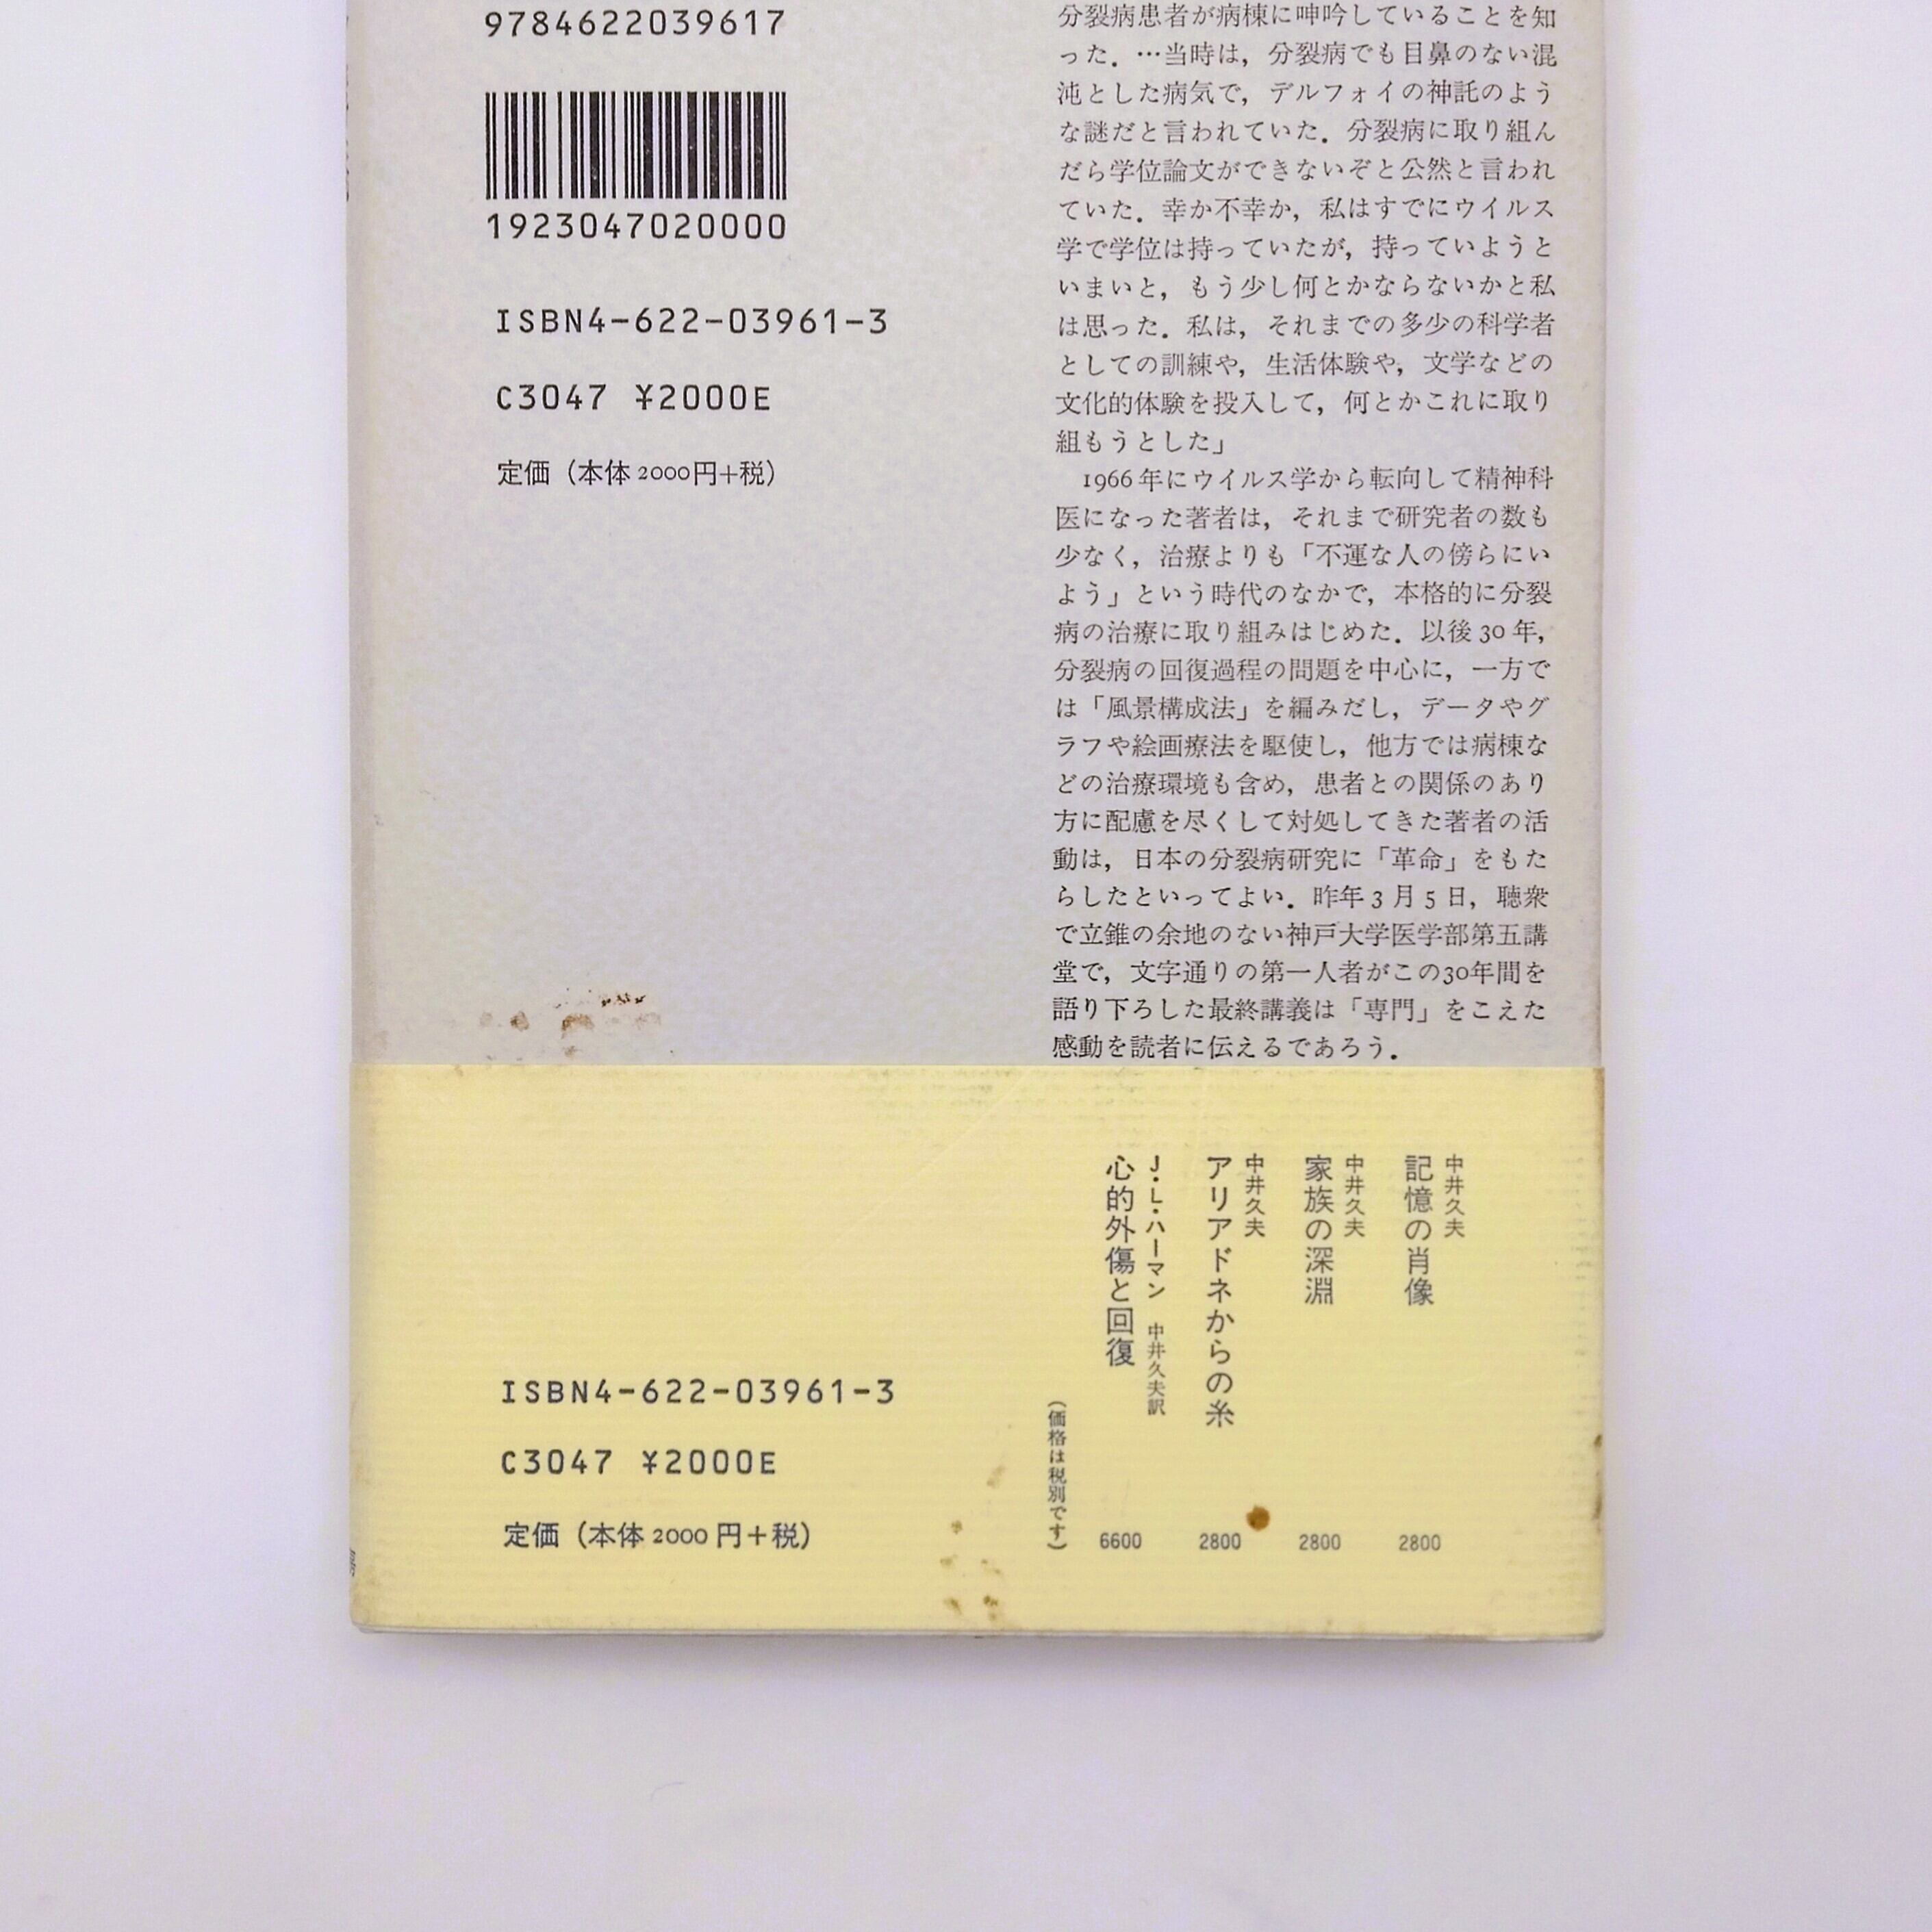 9784622039617
1923047020000
ISBN4-622-03961-3
C3047 ¥2000E
定価（本体2000円+税）
分裂病患者が病棟に呻吟していることを知
った．…当時は，分裂病でも目鼻のない混
沌とした病気で，デルフォイの神託のよう
な謎だと言われていた．分裂病に取り組ん
だら学位論文ができないぞと公然と言われ
ていた．幸か不幸か，私はすでにウイルス
学で学位は持っていたが，持っていようと
いまいと，もう少し何とかならないかと私
は思った．私は，それまでの多少の科学者
としての訓練や，生活体験や，文学などの
文化的体験を投入して，何とかこれに取り
組もうとした」
1966年にウイルス学から転向して精神科
医になった著者は，それまで研究者の数も
少なく，治療よりも「不運な人の傍らにい
よう」という時代のなかで，本格的に分裂
病の治療に取り組みはじめた．以後30年，
分裂病の回復過程の問題を中心に，一方で
は「風景構成法」を編みだし，データやグ
ラフや絵画療法を駆使し，他方では病棟な
どの治療環境も含め，患者との関係のあり
方に配慮を尽くして対処してきた著者の活
動は，日本の分裂病研究に「革命」をもた
らしたといってよい．昨年3月5日，聴衆
で立錐の余地のない神戸大学医学部第五講
堂で，文字通りの第一人者がこの30年間を
語り下ろした最終講義は「専門」をこえた
感動を読者に伝えるであろう．
中井久夫
記憶の肖像
2800
中井久夫
家族の深淵
2800
中井久夫
アリアドネからの糸
2800
J・L・ハーマン 中井久夫訳
心的外傷と回復
6600
（価格は税別です）
ISBN4-622-03961-3
C3047 ¥2000E
定価（本体2000円＋税）